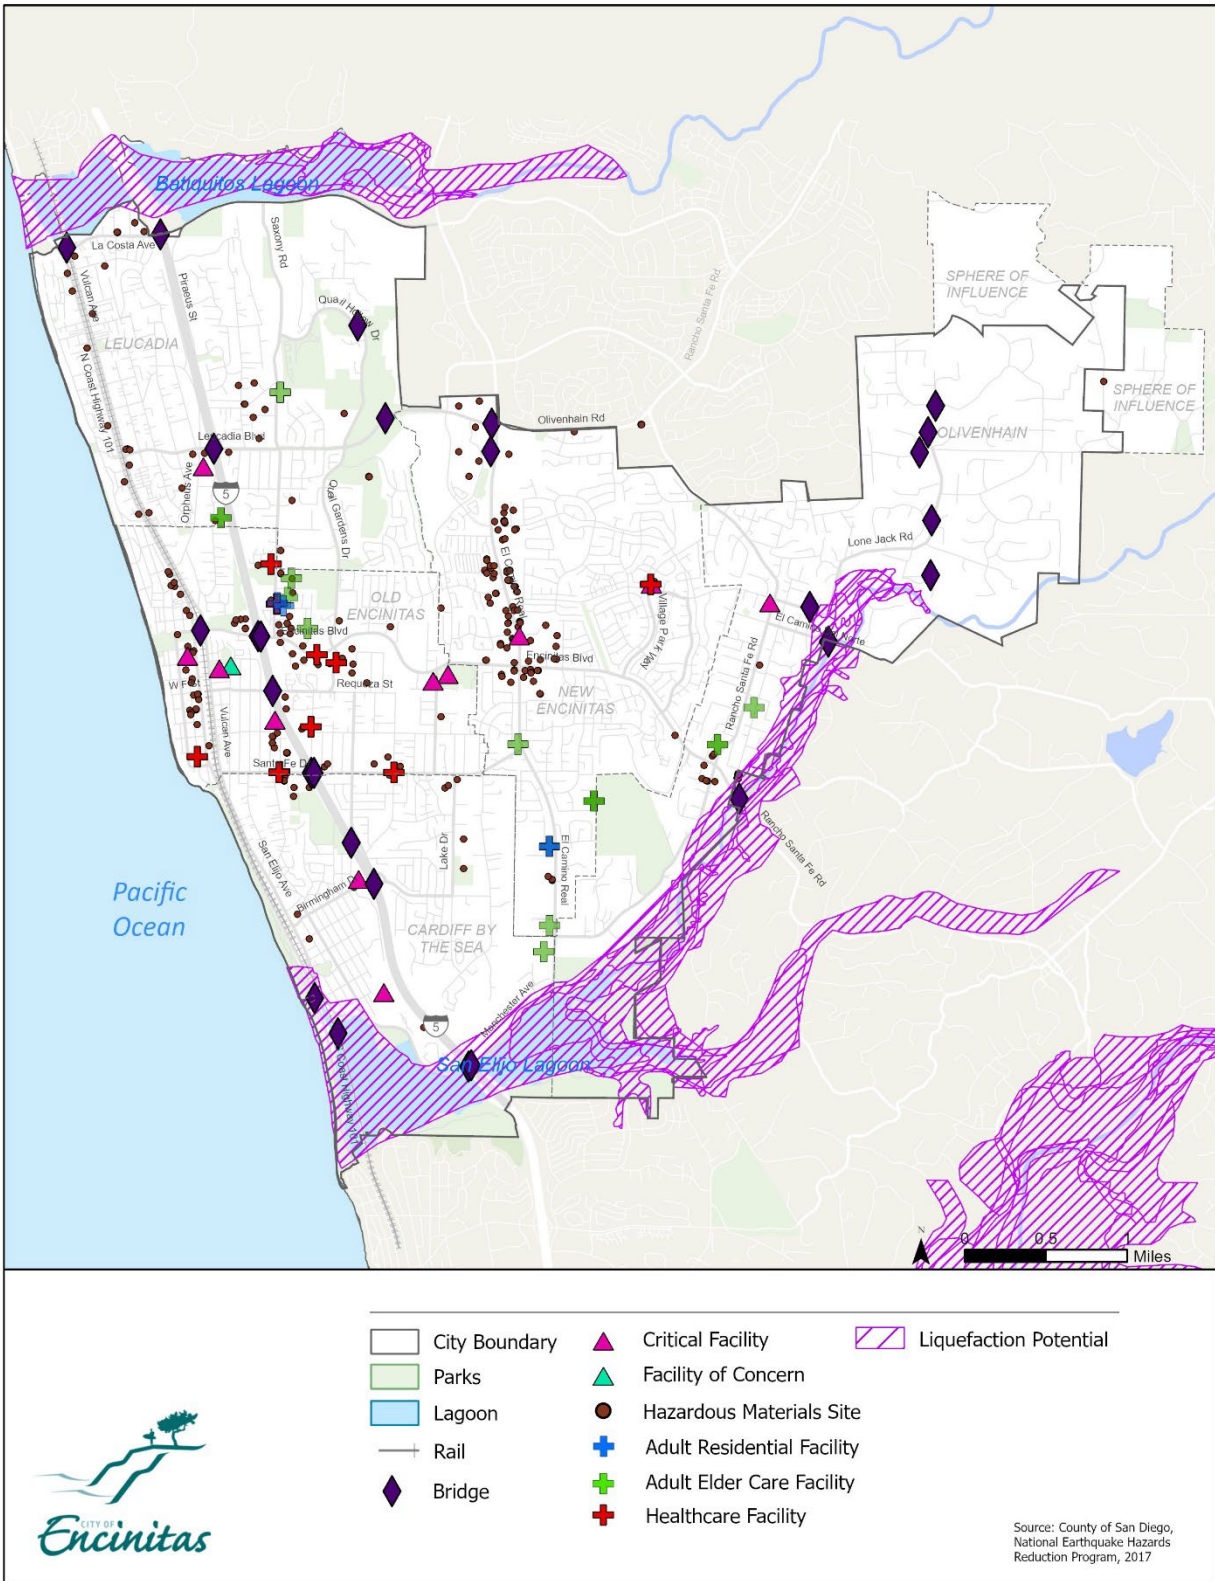 Batiquitos Lagoon
La Costa Ave
Saxony Rd
Vulcan Ave
Piraeus St
Quail Hollow Dr
LEUCADIA
N Coast Highway 101
Rancho Santa Fe Rd
SPHERE OF
INFLUENCE
SPHERE OF
INFLUENCE
Olivenhain Rd
OLIVENHAIN
Leucadia Blvd
Orpheus Ave
5
Quail Gardens Dr
El Camino Real
Lone Jack Rd
OLD
ENCINITAS
Village Park Way
El Camino Del Norte
Encinitas Blvd
Encinitas Blvd
Requeza St
W F St
NEW
ENCINITAS
Rancho Santa Fe Rd
Vulcan Ave
Santa Fe Dr
Lake Dr
El Camino Real
Rancho Santa Fe Rd
San Elijo Ave
Birmingham Dr
Pacific
Ocean
CARDIFF BY
THE SEA
Manchester Ave
5
San Elijo Lagoon
Coast Highway 101
N
0 0.5 1
Miles
City Boundary
Parks
Lagoon
Rail
Bridge
Critical Facility
Facility of Concern
Hazardous Materials Site
Adult Residential Facility
Adult Elder Care Facility
Healthcare Facility
Liquefaction Potential
CITY OF
Encinitas
Source: County of San Diego,
National Earthquake Hazards
Reduction Program, 2017